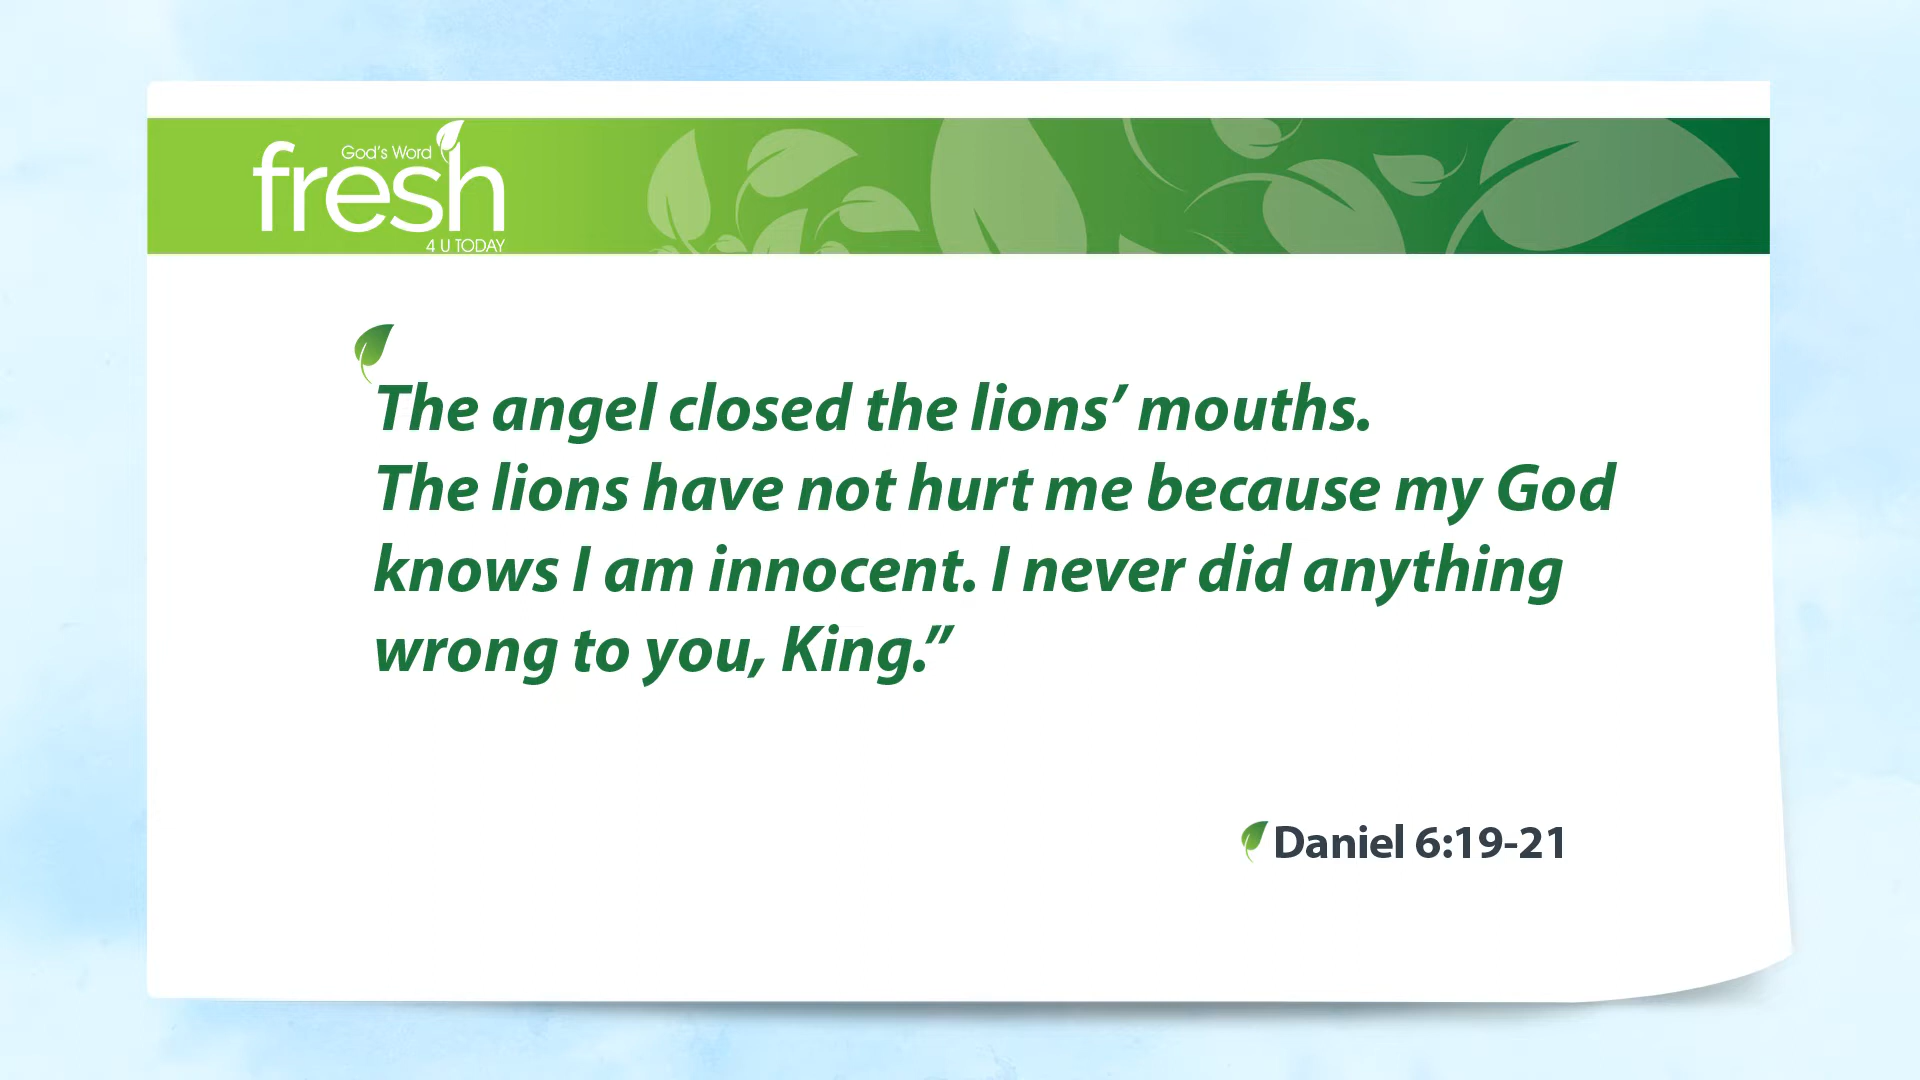 God's Word
fresh
4 U TODAY
The angel closed the lions’ mouths.
The lions have not hurt me because my God
knows I am innocent. I never did anything
wrong to you, King.”
Daniel 6:19-21